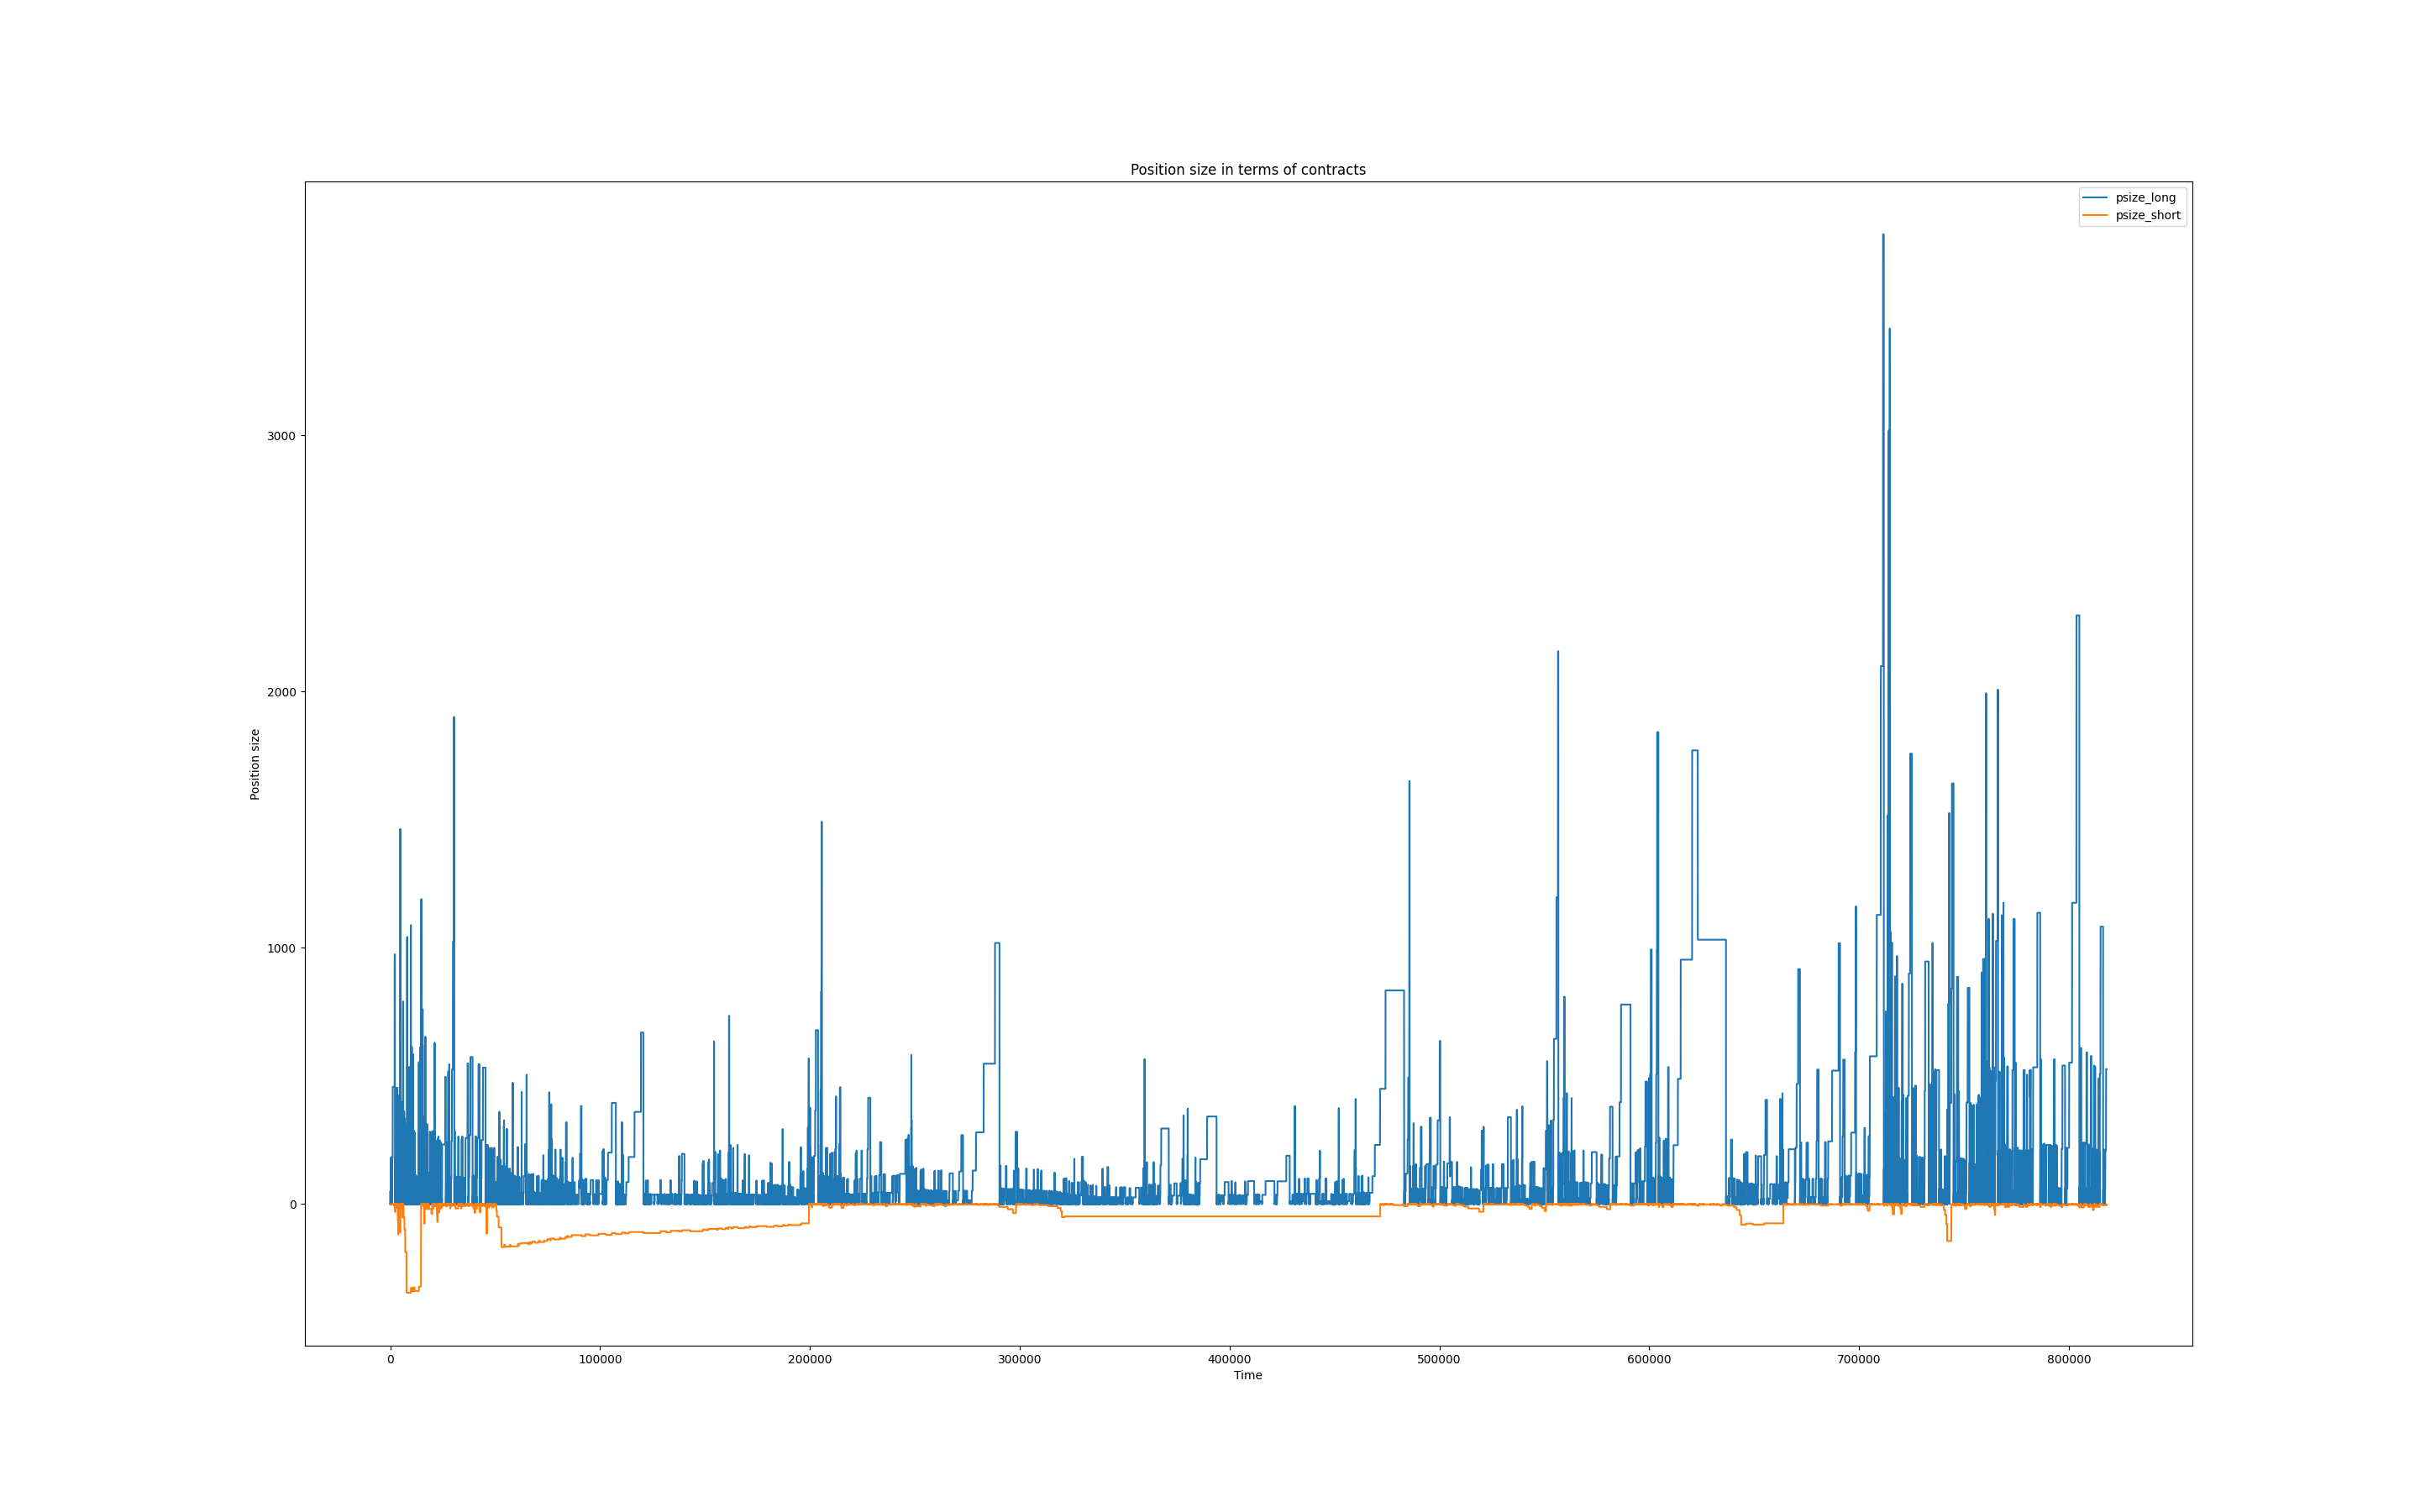 Position size in terms of contracts
psize_long
psize_short
Position size
3000
2000
1000
0
0
100000
200000
300000
400000
500000
600000
700000
800000
Time